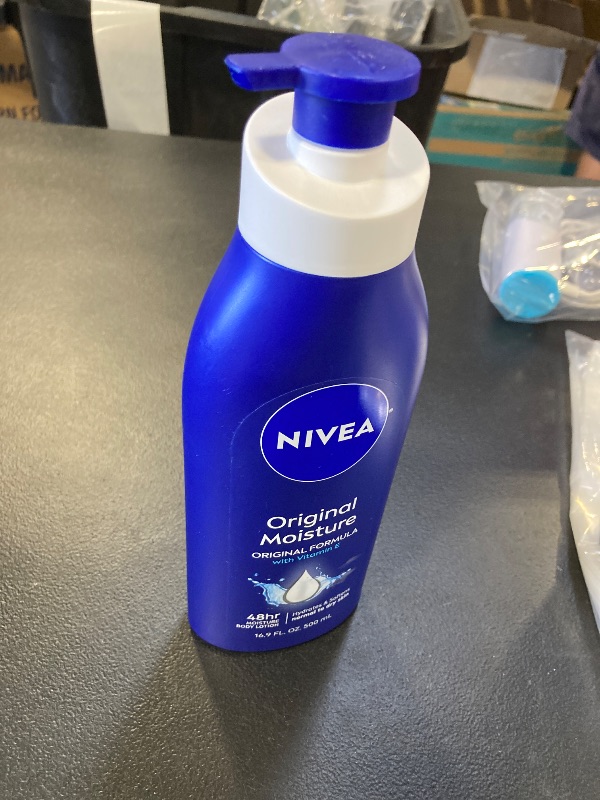 NIVEA
Original
Moisture
ORIGINAL FORMULA
with Vitamin E
48hr
MOISTURE
BODY LOTION
Hydrates & Softens
normal to dry skin
16.9 FL. OZ. 500 mL